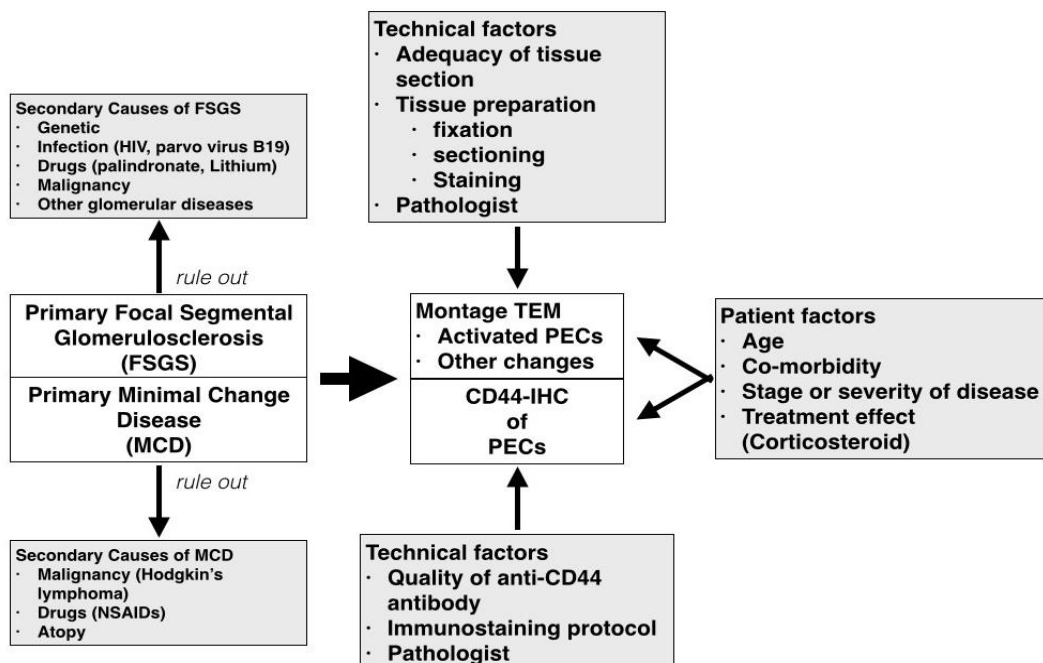 Technical factors
· Adequacy of tissue
section
· Tissue preparation
· fixation
· sectioning
· Staining
· Pathologist
Secondary Causes of FSGS
· Genetic
· Infection (HIV, parvo virus B19)
· Drugs (palindronate, Lithium)
· Malignancy
· Other glomerular diseases
rule out
Primary Focal Segmental
Glomerulosclerosis
(FSGS)
Primary Minimal Change
Disease
(MCD)
rule out
Secondary Causes of MCD
· Malignancy (Hodgkin's
lymphoma)
· Drugs (NSAIDs)
· Atopy
Montage TEM
· Activated PECs
· Other changes
CD44-IHC
of
PECs
Patient factors
· Age
· Co-morbidity
· Stage or severity of disease
· Treatment effect
(Corticosteroid)
Technical factors
· Quality of anti-CD44
antibody
· Immunostaining protocol
· Pathologist